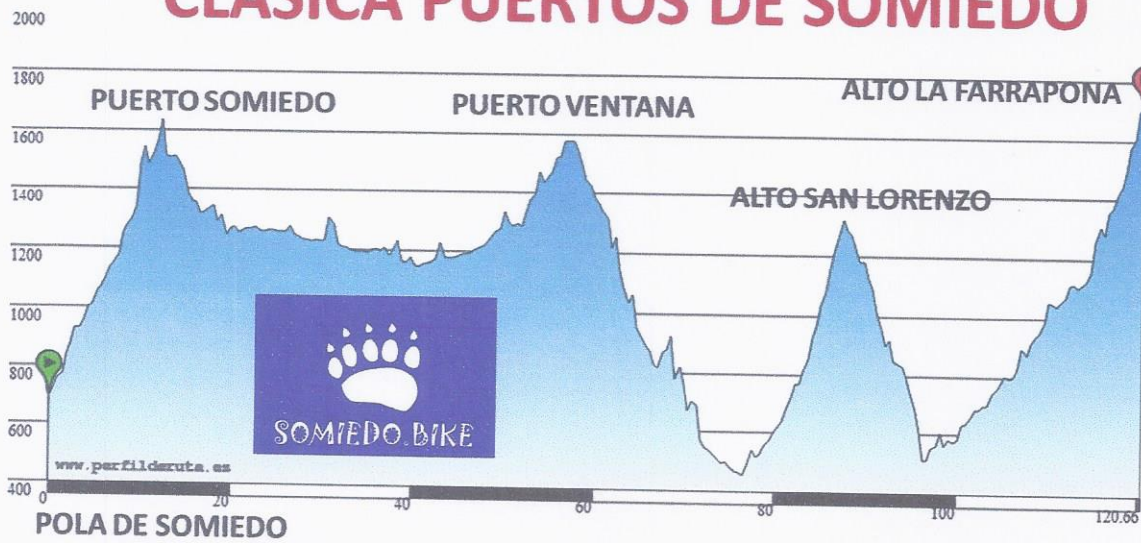 CLÁSICA PUERTOS DE SOMIEDO
2000
1800
1600
1400
1200
1000
800
600
400
PUERTO SOMIEDO
PUERTO VENTANA
ALTO LA FARRAPONA
ALTO SAN LORENZO
SOMIEDO.BIKE
www.perfilderuta.es
0
20
40
60
80
100
120.65
POLA DE SOMIEDO